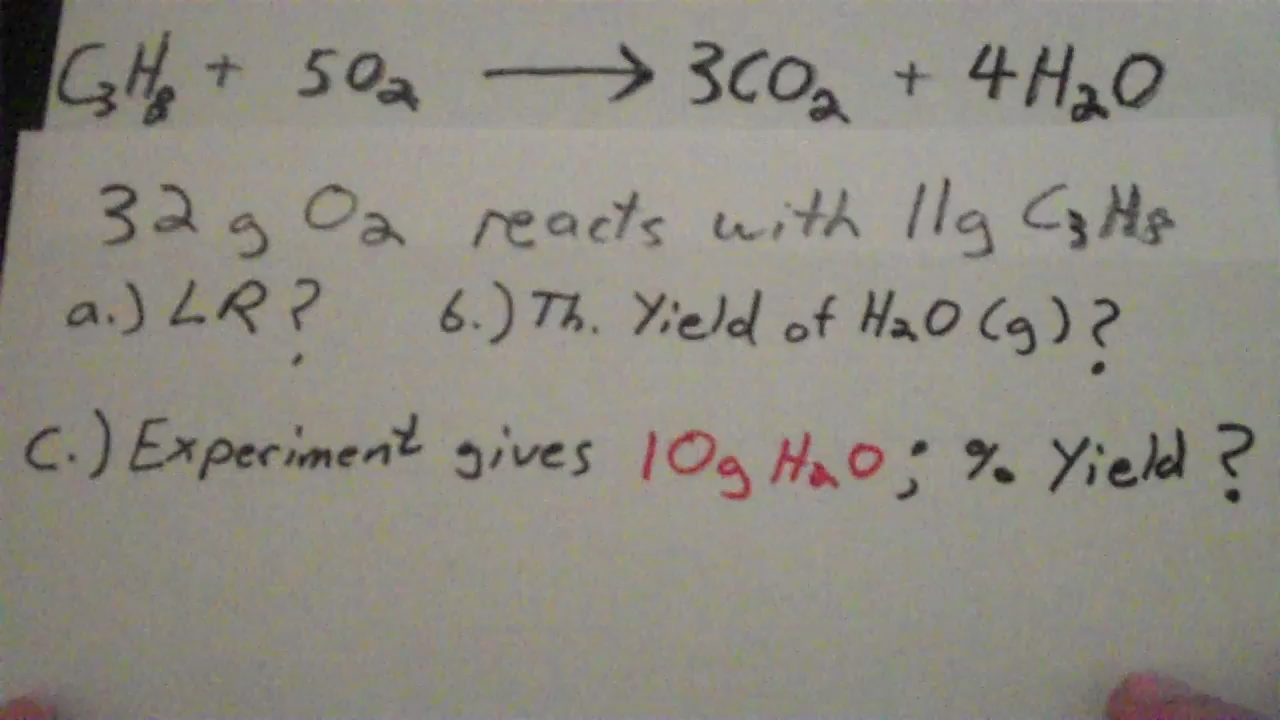 C₃H₈ + 5O₂ ⟶ 3CO₂ + 4H₂O
32g O₂ reacts with 11g C₃H₈
a.) LR? b.) Th. Yield of H₂O (g)?
C.) Experiment gives 10g H₂O; % Yield?